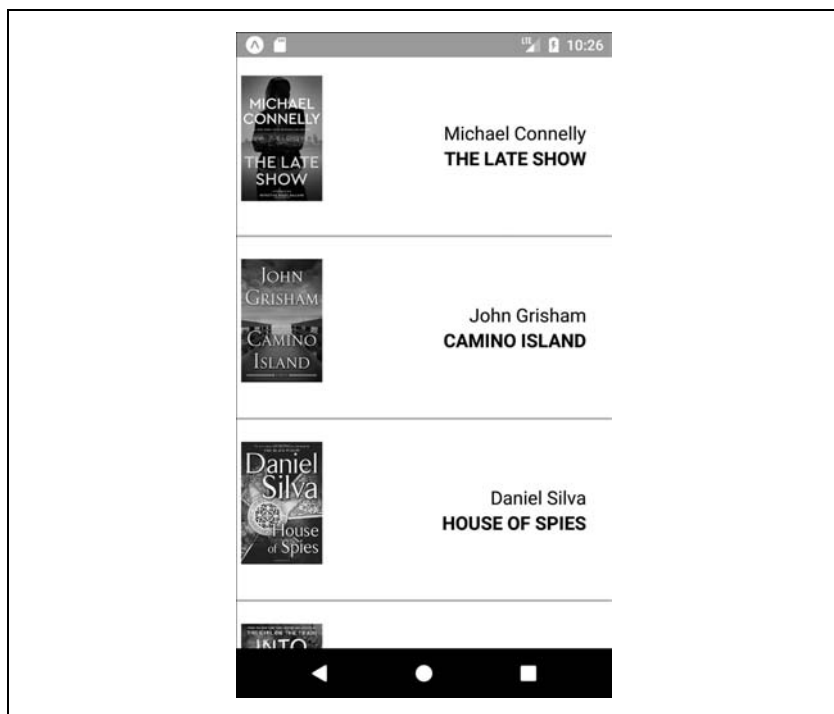 LTE 10:26
MICHAEL
CONNELLY
THE LATE
SHOW
Michael Connelly
THE LATE SHOW
JOHN
GRISHAM
CAMINO
ISLAND
John Grisham
CAMINO ISLAND
Daniel
Silva
House
of Spies
Daniel Silva
HOUSE OF SPIES
INTO